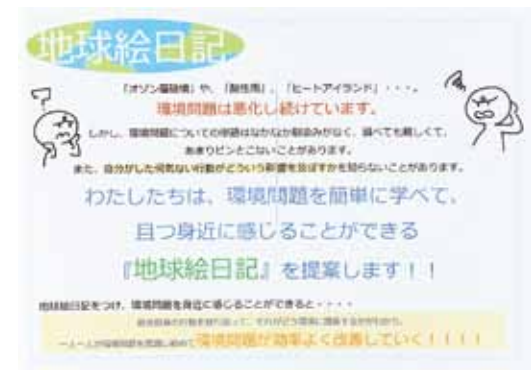 地球絵日記
「オゾン層破壊」や、「酸性雨」、「ヒートアイランド」・・・。
環境問題は悪化し続けています。
しかし、環境問題についての用語はなかなか馴染みがなく、調べても難しくて、
あまりピンとこないことがあります。
また、自分がした何気ない行動がどういう影響を及ぼすかを知らないことがあります。
わたしたちは、環境問題を簡単に学べて、
且つ身近に感じることができる
『地球絵日記』を提案します！！
地球絵日記をつけ、環境問題を身近に感じることができると・・・・
環境問題が効率よく改善していく！！！！